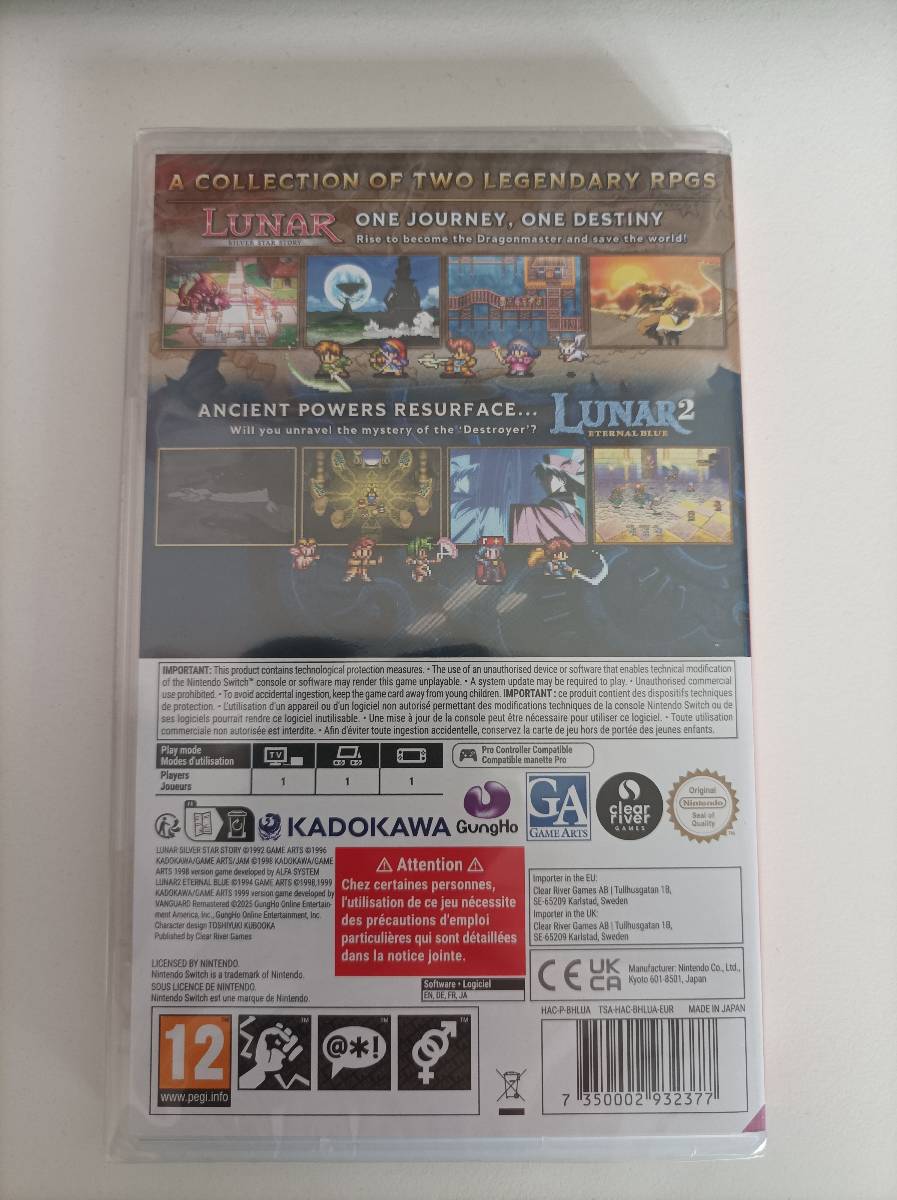 A COLLECTION OF TWO LEGENDARY RPGS
LUNAR
SILVER STAR STORY
ONE JOURNEY, ONE DESTINY
Rise to become the Dragonmaster and save the world!
ANCIENT POWERS RESURFACE...
Will you unravel the mystery of the 'Destroyer'?
LUNAR2
ETERNAL BLUE
IMPORTANT: This product contains technological protection measures. • The use of an unauthorised device or software that enables technical modification
of the Nintendo Switch™ console or software may render this game unplayable. • A system update may be required to play. • Unauthorised commercial
use prohibited. • To avoid accidental ingestion, keep the game card away from young children. IMPORTANT : ce produit contient des dispositifs techniques
de protection. • L'utilisation d'un appareil ou d'un logiciel non autorisé permettant des modifications techniques de la console Nintendo Switch ou de
ses logiciels pourrait rendre ce logiciel inutilisable. • Une mise à jour de la console peut être nécessaire pour utiliser ce logiciel. • Toute utilisation
commerciale non autorisée est interdite. • Afin d'éviter toute ingestion accidentelle, conservez la carte de jeu hors de portée des jeunes enfants.
Play mode
Modes d'utilisation
TV
Pro Controller Compatible
Compatible manette Pro
Players
Joueurs
1
1
1
FR
KADOKAWA
GungHo
GA
GAME ARTS
clear
river
GAMES
Original
Nintendo
Seal of
Quality
TM
LUNAR SILVER STAR STORY ©1992 GAME ARTS ©1996
KADOKAWA/GAME ARTS/JAM ©1998 KADOKAWA/GAME
ARTS 1998 version game developed by ALFA SYSTEM
LUNAR2 ETERNAL BLUE ©1994 GAME ARTS ©1998,1999
KADOKAWA/GAME ARTS 1999 version game developed by
VANGUARD Remastered ©2025 GungHo Online Entertain-
ment America, Inc., GungHo Online Entertainment, Inc.
Character design TOSHIYUKI KUBOOKA
Published by Clear River Games
LICENSED BY NINTENDO.
Nintendo Switch is a trademark of Nintendo.
SOUS LICENCE DE NINTENDO.
Nintendo Switch est une marque de Nintendo.
Attention
Chez certaines personnes,
l'utilisation de ce jeu nécessite
des précautions d'emploi
particulières qui sont détaillées
dans la notice jointe.
Software • Logiciel
EN, DE, FR, JA
Importer in the EU:
Clear River Games AB | Tullhusgatan 1B,
SE-65209 Karlstad, Sweden
Importer in the UK:
Clear River Games AB | Tullhusgatan 1B,
SE-65209 Karlstad, Sweden
CE
UK
CA
Manufacturer: Nintendo Co., Ltd.,
Kyoto 601-8501, Japan
HAC-P-BHLUA TSA-HAC-BHLUA-EUR MADE IN JAPAN
12
www.pegi.info
TM
@*!
TM
TM
7 350002 932377